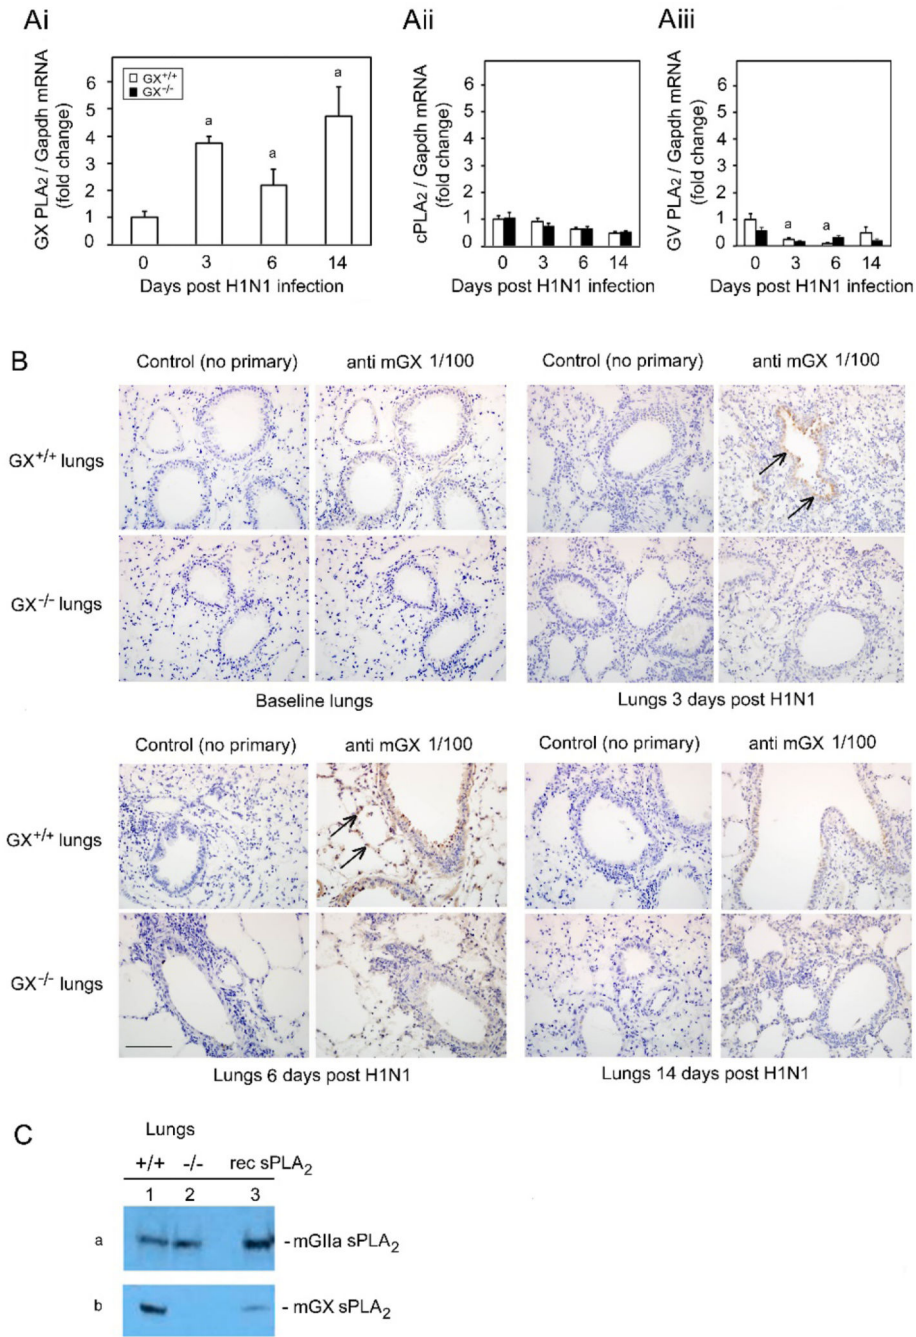 Ai
GX PLA2 / Gapdh mRNA
(fold change)
6
5
4
3
2
1
0
GX+/+
GX-/-
a
a
a
0 3 6 14
Days post H1N1 infection
Aii
cPLA2 / Gapdh mRNA
(fold change)
6
5
4
3
2
1
0
0 3 6 14
Days post H1N1 infection
Aiii
GV PLA2 / Gapdh mRNA
(fold change)
6
5
4
3
2
1
0
a a
0 3 6 14
Days post H1N1 infection
B
Control (no primary) anti mGX 1/100 Control (no primary) anti mGX 1/100
GX+/+ lungs
GX-/- lungs
Baseline lungs Lungs 3 days post H1N1
Control (no primary) anti mGX 1/100 Control (no primary) anti mGX 1/100
GX+/+ lungs
GX-/- lungs
Lungs 6 days post H1N1 Lungs 14 days post H1N1
C
Lungs
+/+ -/- rec sPLA2
1 2 3
a - mGIIa sPLA2
b - mGX sPLA2